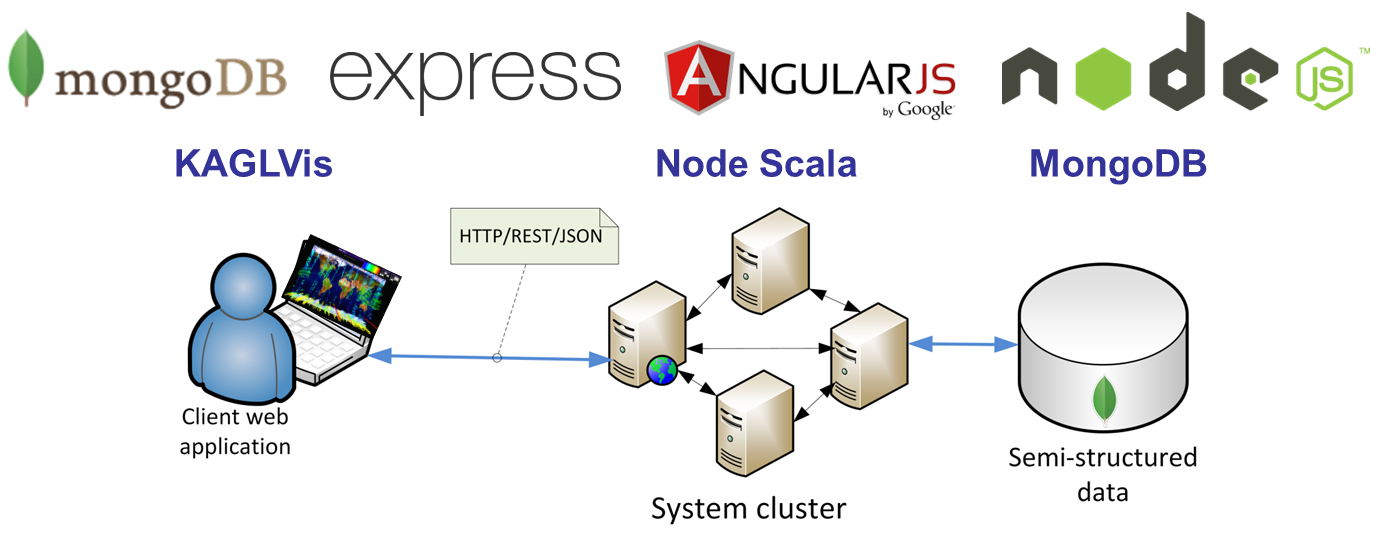 mongoDB
express
ANGULARJS
by Google
node
JS
TM
KAGLVis
Node Scala
MongoDB
HTTP/REST/JSON
Client web
application
System cluster
Semi-structured
data